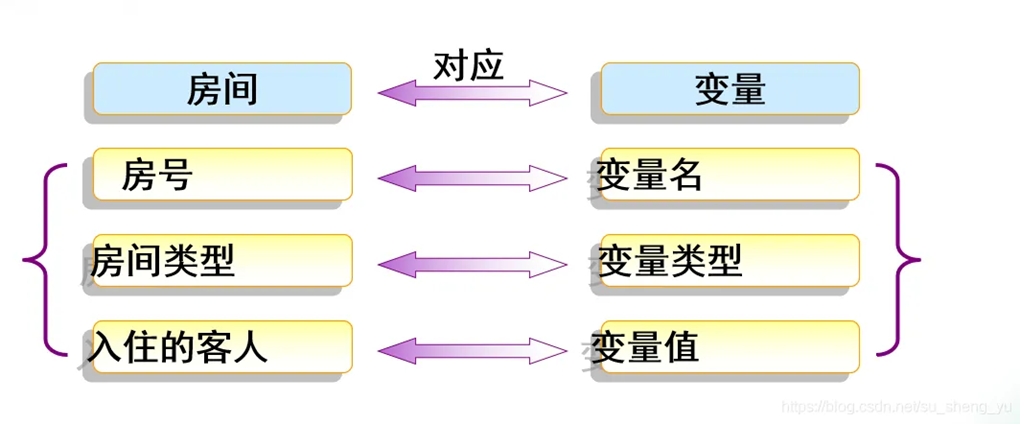 对应
房间
变量
房号
变量名
房间类型
变量类型
入住的客人
变量值
https://blog.csdn.net/su_sheng_yu